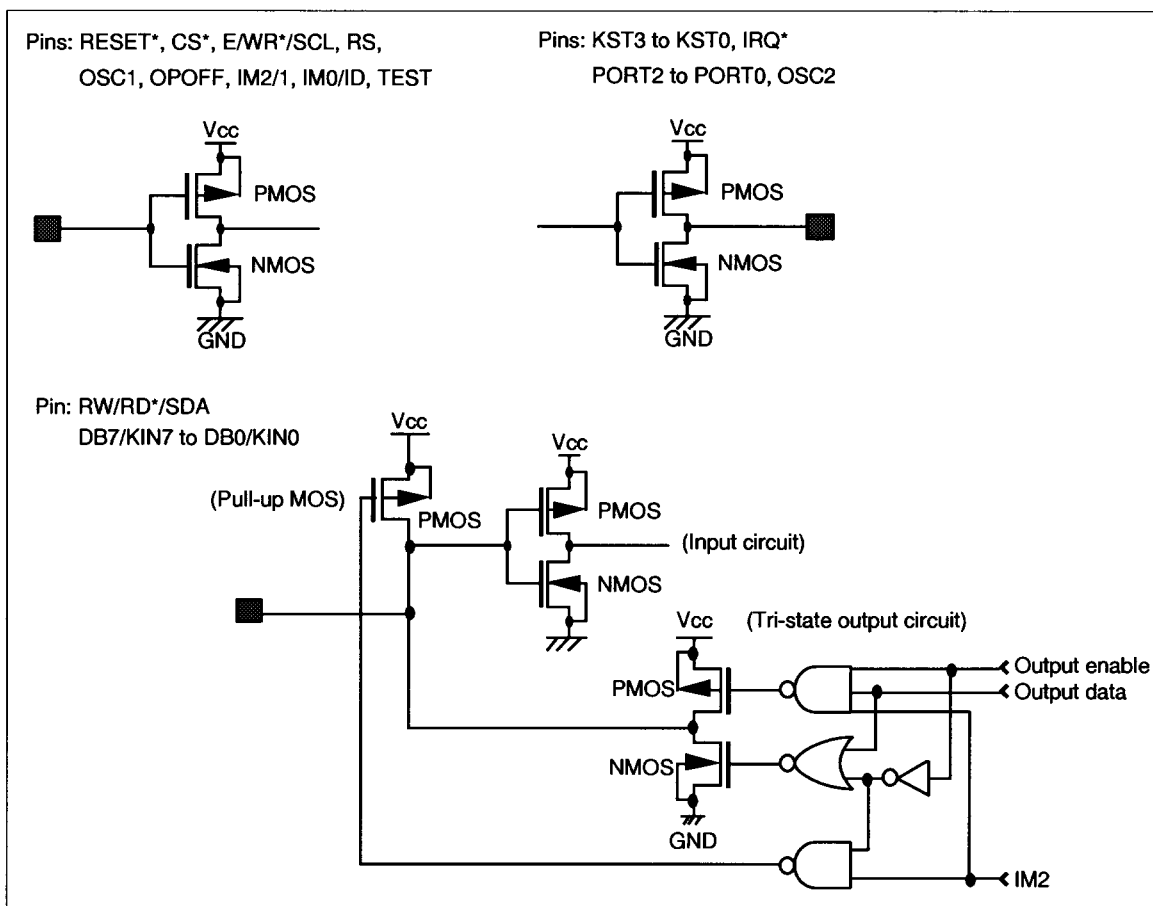 Pins: RESET*, CS*, E/WR*/SCL, RS,
OSC1, OPOFF, IM2/1, IM0/ID, TEST
Vcc
PMOS
NMOS
GND
Pins: KST3 to KST0, IRQ*
PORT2 to PORT0, OSC2
Vcc
PMOS
NMOS
GND
Pin: RW/RD*/SDA
DB7/KIN7 to DB0/KIN0
Vcc
(Pull-up MOS)
PMOS
Vcc
PMOS
(Input circuit)
NMOS
Vcc
(Tri-state output circuit)
PMOS
Output enable
Output data
NMOS
GND
IM2